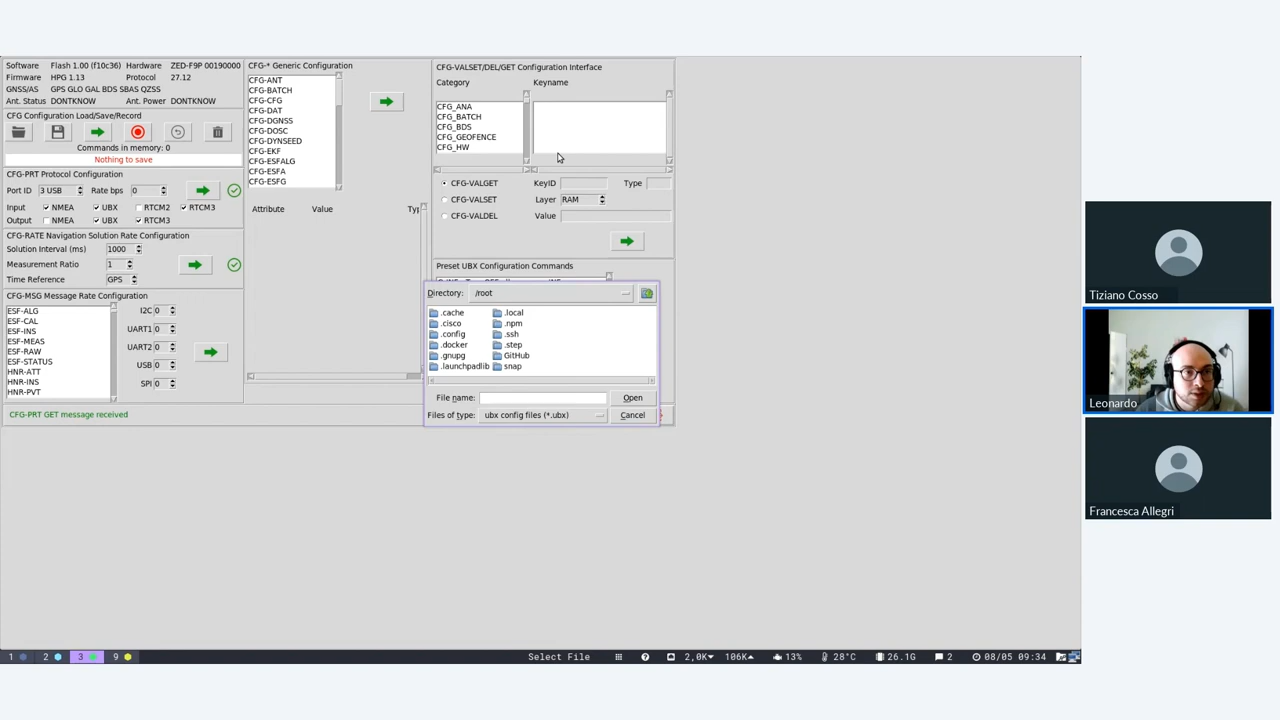 Software Flash 1.00 (f10c36) Hardware ZED-F9P 00190000
Firmware HPG 1.13 Protocol 27.12
GNSS/AS GPS GLO GAL BDS SBAS QZSS
Ant. Status DONTKNOW Ant. Power DONTKNOW
CFG Configuration Load/Save/Record
Commands in memory: 0
Nothing to save
CFG-PRT Protocol Configuration
Port ID 3 USB Rate bps 0
Input NMEA UBX RTCM2 RTCM3
Output NMEA UBX RTCM3
CFG-RATE Navigation Solution Rate Configuration
Solution Interval (ms) 1000
Measurement Ratio 1
Time Reference GPS
CFG-MSG Message Rate Configuration
ESF-ALG
ESF-CAL
ESF-INS
ESF-MEAS
ESF-RAW
ESF-STATUS
HNR-ATT
HNR-INS
HNR-PVT
I2C 0
UART1 0
UART2 0
USB 0
SPI 0
CFG-PRT GET message received
CFG-* Generic Configuration
CFG-ANT
CFG-BATCH
CFG-CFG
CFG-DAT
CFG-DGNSS
CFG-DOSC
CFG-DYNSEED
CFG-EKF
CFG-ESFALG
CFG-ESFA
CFG-ESFG
Attribute Value Typ
CFG-VALSET/DEL/GET Configuration Interface
Category Keyname
CFG_ANA
CFG_BATCH
CFG_BDS
CFG_GEOFENCE
CFG_HW
CFG-VALGET KeyID Type
CFG-VALSET Layer RAM
CFG-VALDEL Value
Preset UBX Configuration Commands
Directory: /root
.cache .local
.cisco .npm
.config .ssh
.docker .step
.gnupg GitHub
.launchpadlib snap
File name: Open
Files of type: ubx config files (*.ubx) Cancel
Tiziano Cosso
Leonardo
Francesca Allegri
1 2 3 9 Select File 2,0K 106K 13% 28°C 26.1G 2 08/05 09:34